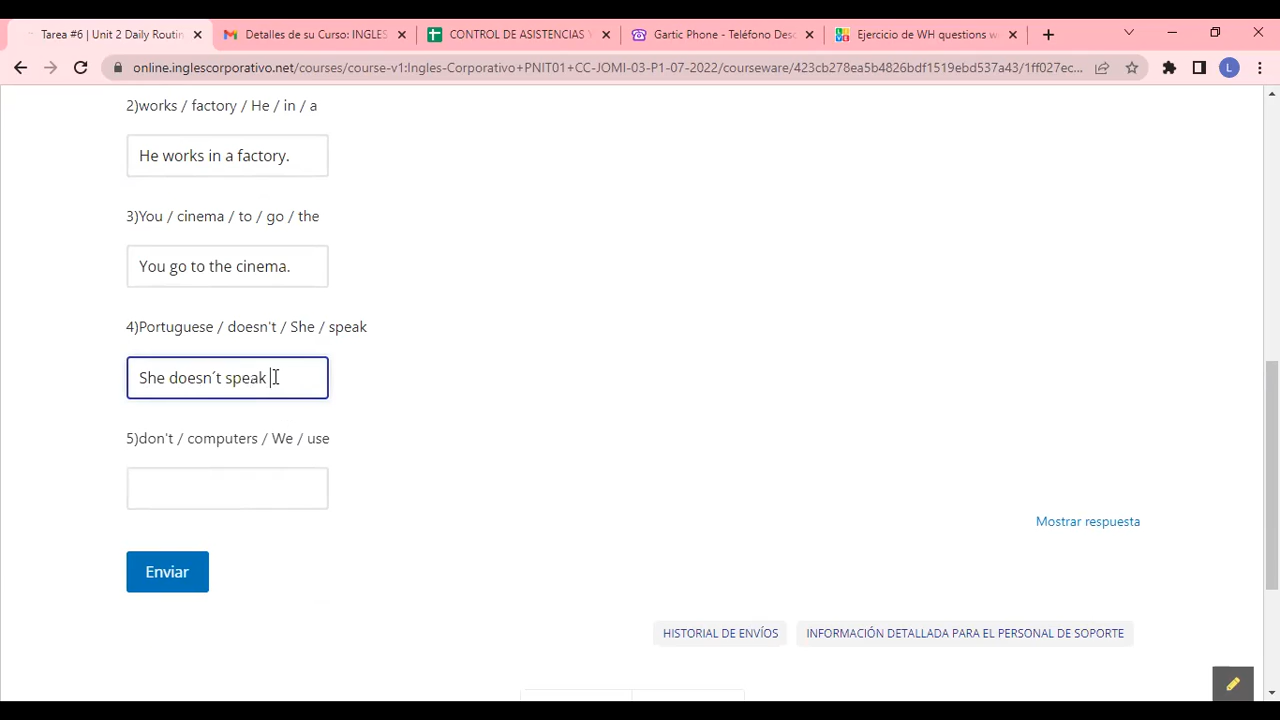 Tarea #6 | Unit 2 Daily Routin
Detalles de su Curso: INGLES
CONTROL DE ASISTENCIAS
Gartic Phone - Teléfono Desc
Ejercicio de WH questions w
online.inglescorporativo.net/courses/course-v1:Ingles-Corporativo+PNIT01+CC-JOMI-03-P1-07-2022/courseware/423cb278ea5b4826bdf1519ebd537a43/1ff027ec...
L
2)works / factory / He / in / a
He works in a factory.
3)You / cinema / to / go / the
You go to the cinema.
4)Portuguese / doesn't / She / speak
She doesn´t speak
5)don't / computers / We / use
Mostrar respuesta
Enviar
HISTORIAL DE ENVÍOS
INFORMACIÓN DETALLADA PARA EL PERSONAL DE SOPORTE